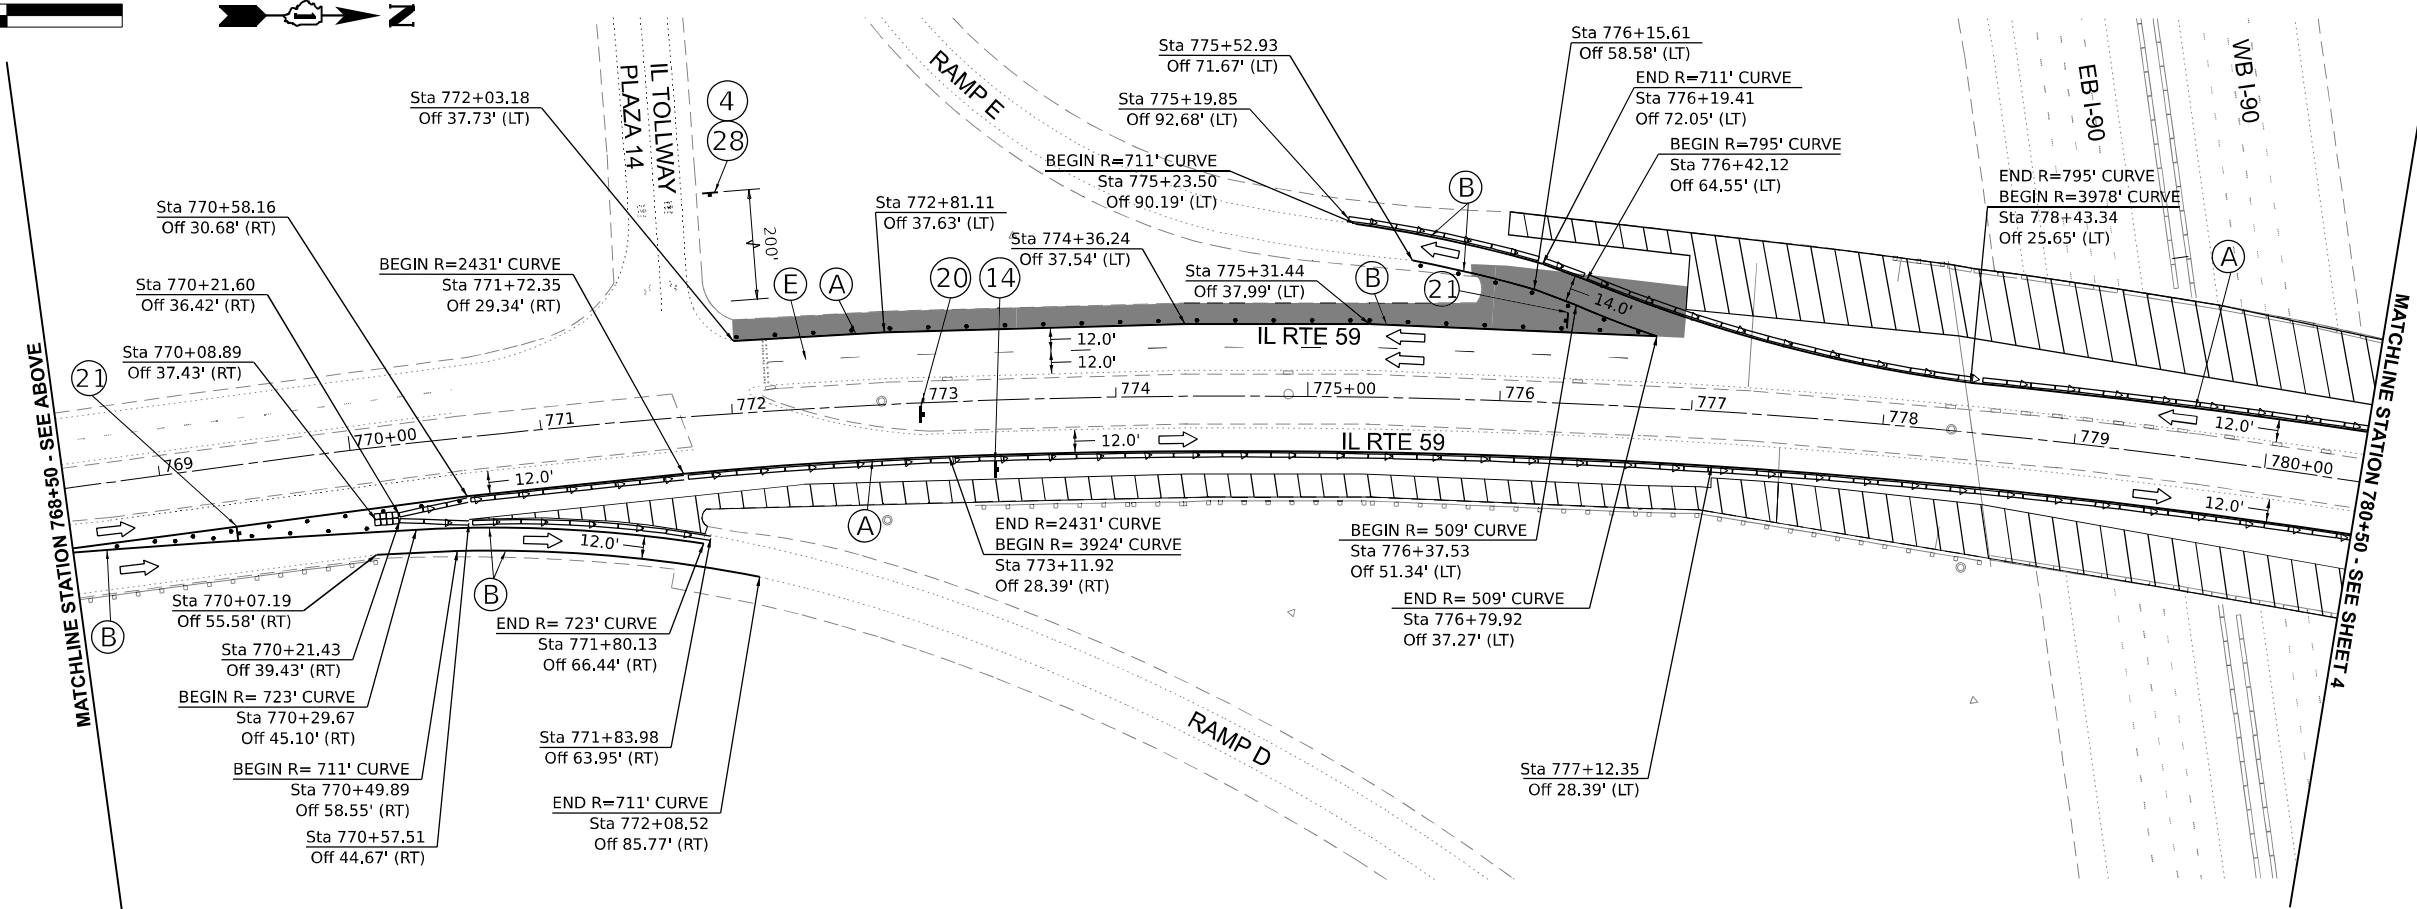 N
MATCHLINE STATION 768+50 - SEE ABOVE
IL TOLLWAY
PLAZA 14
RAMP E
EB I-90
WB I-90
MATCHLINE STATION 780+50 - SEE SHEET 4
Sta 772+03.18
Off 37.73' (LT)
4
28
200'
Sta 775+52.93
Off 71.67' (LT)
Sta 775+19.85
Off 92.68' (LT)
BEGIN R=711' CURVE
Sta 775+23.50
Off 90.19' (LT)
Sta 776+15.61
Off 58.58' (LT)
END R=711' CURVE
Sta 776+19.41
Off 72.05' (LT)
BEGIN R=795' CURVE
Sta 776+42.12
Off 64.55' (LT)
END R=795' CURVE
BEGIN R=3978' CURVE
Sta 778+43.34
Off 25.65' (LT)
A
B
Sta 770+58.16
Off 30.68' (RT)
Sta 770+21.60
Off 36.42' (RT)
Sta 770+08.89
Off 37.43' (RT)
BEGIN R=2431' CURVE
Sta 771+72.35
Off 29.34' (RT)
Sta 772+81.11
Off 37.63' (LT)
Sta 774+36.24
Off 37.54' (LT)
Sta 775+31.44
Off 37.99' (LT)
21
E
A
20
14
B
21
14.0'
12.0'
12.0'
IL RTE 59
769
770+00
771
772
773
774
775+00
776
777
778
779
780+00
12.0'
12.0'
12.0'
IL RTE 59
12.0'
12.0'
A
B
B
Sta 770+07.19
Off 55.58' (RT)
Sta 770+21.43
Off 39.43' (RT)
BEGIN R= 723' CURVE
Sta 770+29.67
Off 45.10' (RT)
BEGIN R= 711' CURVE
Sta 770+49.89
Off 58.55' (RT)
Sta 770+57.51
Off 44.67' (RT)
END R= 723' CURVE
Sta 771+80.13
Off 66.44' (RT)
Sta 771+83.98
Off 63.95' (RT)
END R=711' CURVE
Sta 772+08.52
Off 85.77' (RT)
END R=2431' CURVE
BEGIN R= 3924' CURVE
Sta 773+11.92
Off 28.39' (RT)
BEGIN R= 509' CURVE
Sta 776+37.53
Off 51.34' (LT)
END R= 509' CURVE
Sta 776+79.92
Off 37.27' (LT)
Sta 777+12.35
Off 28.39' (LT)
RAMP D